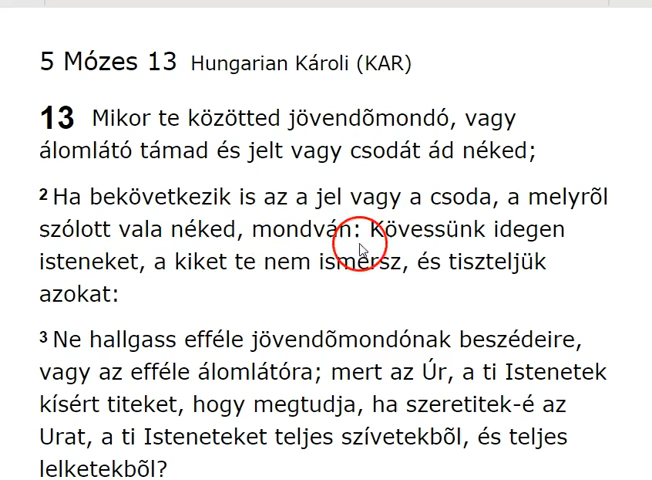 5 Mózes 13 Hungarian Károli (KAR)
13 Mikor te közötted jövendõmondó, vagy
álomlátó támad és jelt vagy csodát ád néked;
2 Ha bekövetkezik is az a jel vagy a csoda, a melyrõl
szólott vala néked, mondván: Kövessünk idegen
isteneket, a kiket te nem ismersz, és tiszteljük
azokat:
3 Ne hallgass efféle jövendõmondónak beszédeire,
vagy az efféle álomlátóra; mert az Úr, a ti Istenetek
kísért titeket, hogy megtudja, ha szeretitek-é az
Urat, a ti Isteneteket teljes szívetekbõl, és teljes
lelketekbõl?